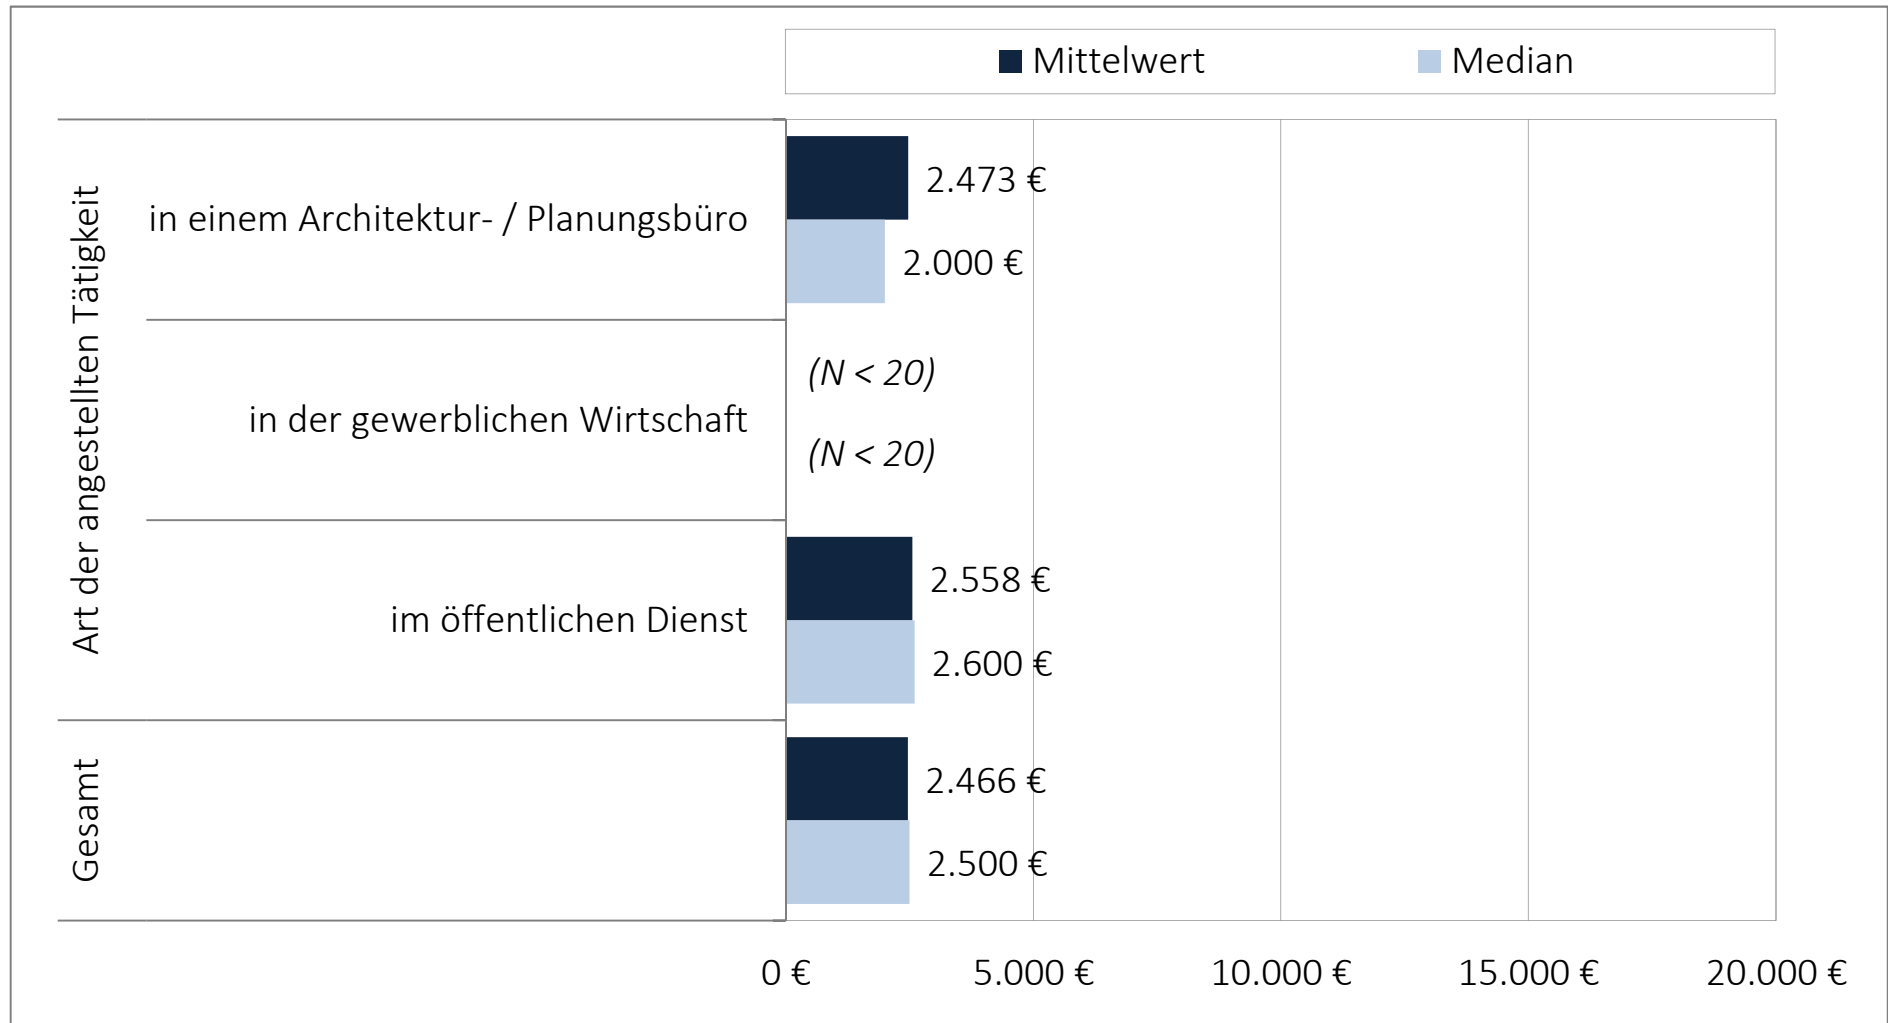 Mittelwert
Median
Art der angestellten Tätigkeit
in einem Architektur- / Planungsbüro
2.473 €
2.000 €
in der gewerblichen Wirtschaft
(N < 20)
(N < 20)
im öffentlichen Dienst
2.558 €
2.600 €
Gesamt
2.466 €
2.500 €
0 €
5.000 €
10.000 €
15.000 €
20.000 €